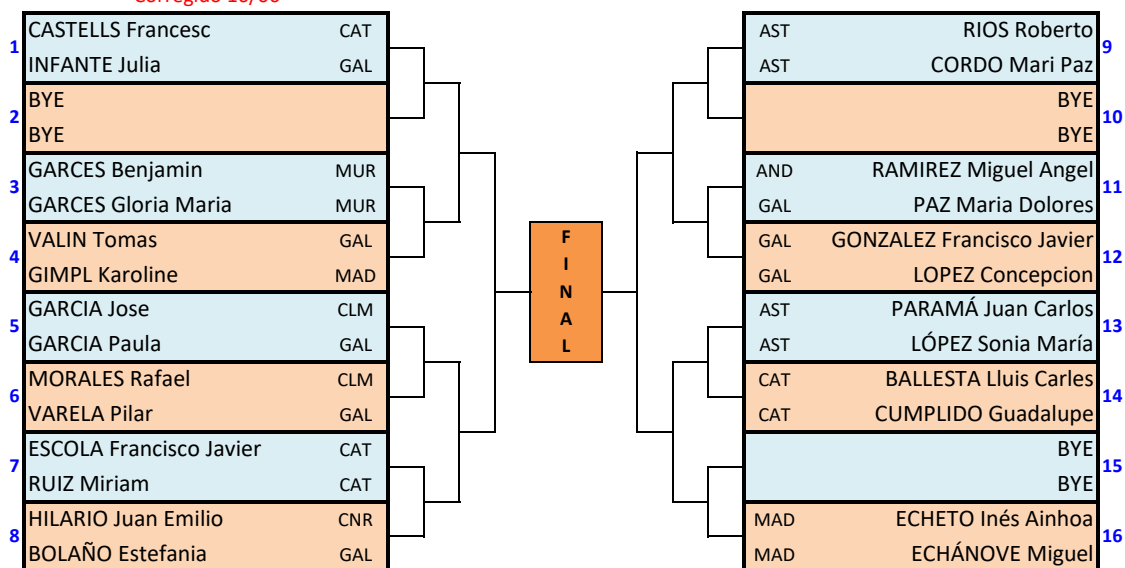 Corregido 16/06
1
CASTELLS Francesc CAT
INFANTE Julia GAL
2
BYE
BYE
3
GARCES Benjamin MUR
GARCES Gloria Maria MUR
4
VALIN Tomas GAL
GIMPL Karoline MAD
5
GARCIA Jose CLM
GARCIA Paula GAL
6
MORALES Rafael CLM
VARELA Pilar GAL
7
ESCOLA Francisco Javier CAT
RUIZ Miriam CAT
8
HILARIO Juan Emilio CNR
BOLAÑO Estefania GAL
F
I
N
A
L
AST RIOS Roberto
AST CORDO Mari Paz
9
BYE
BYE
10
AND RAMIREZ Miguel Angel
GAL PAZ Maria Dolores
11
GAL GONZALEZ Francisco Javier
GAL LOPEZ Concepcion
12
AST PARAMÁ Juan Carlos
AST LÓPEZ Sonia María
13
CAT BALLESTA Lluis Carles
CAT CUMPLIDO Guadalupe
14
BYE
BYE
15
MAD ECHETO Inés Ainhoa
MAD ECHÁNOVE Miguel
16